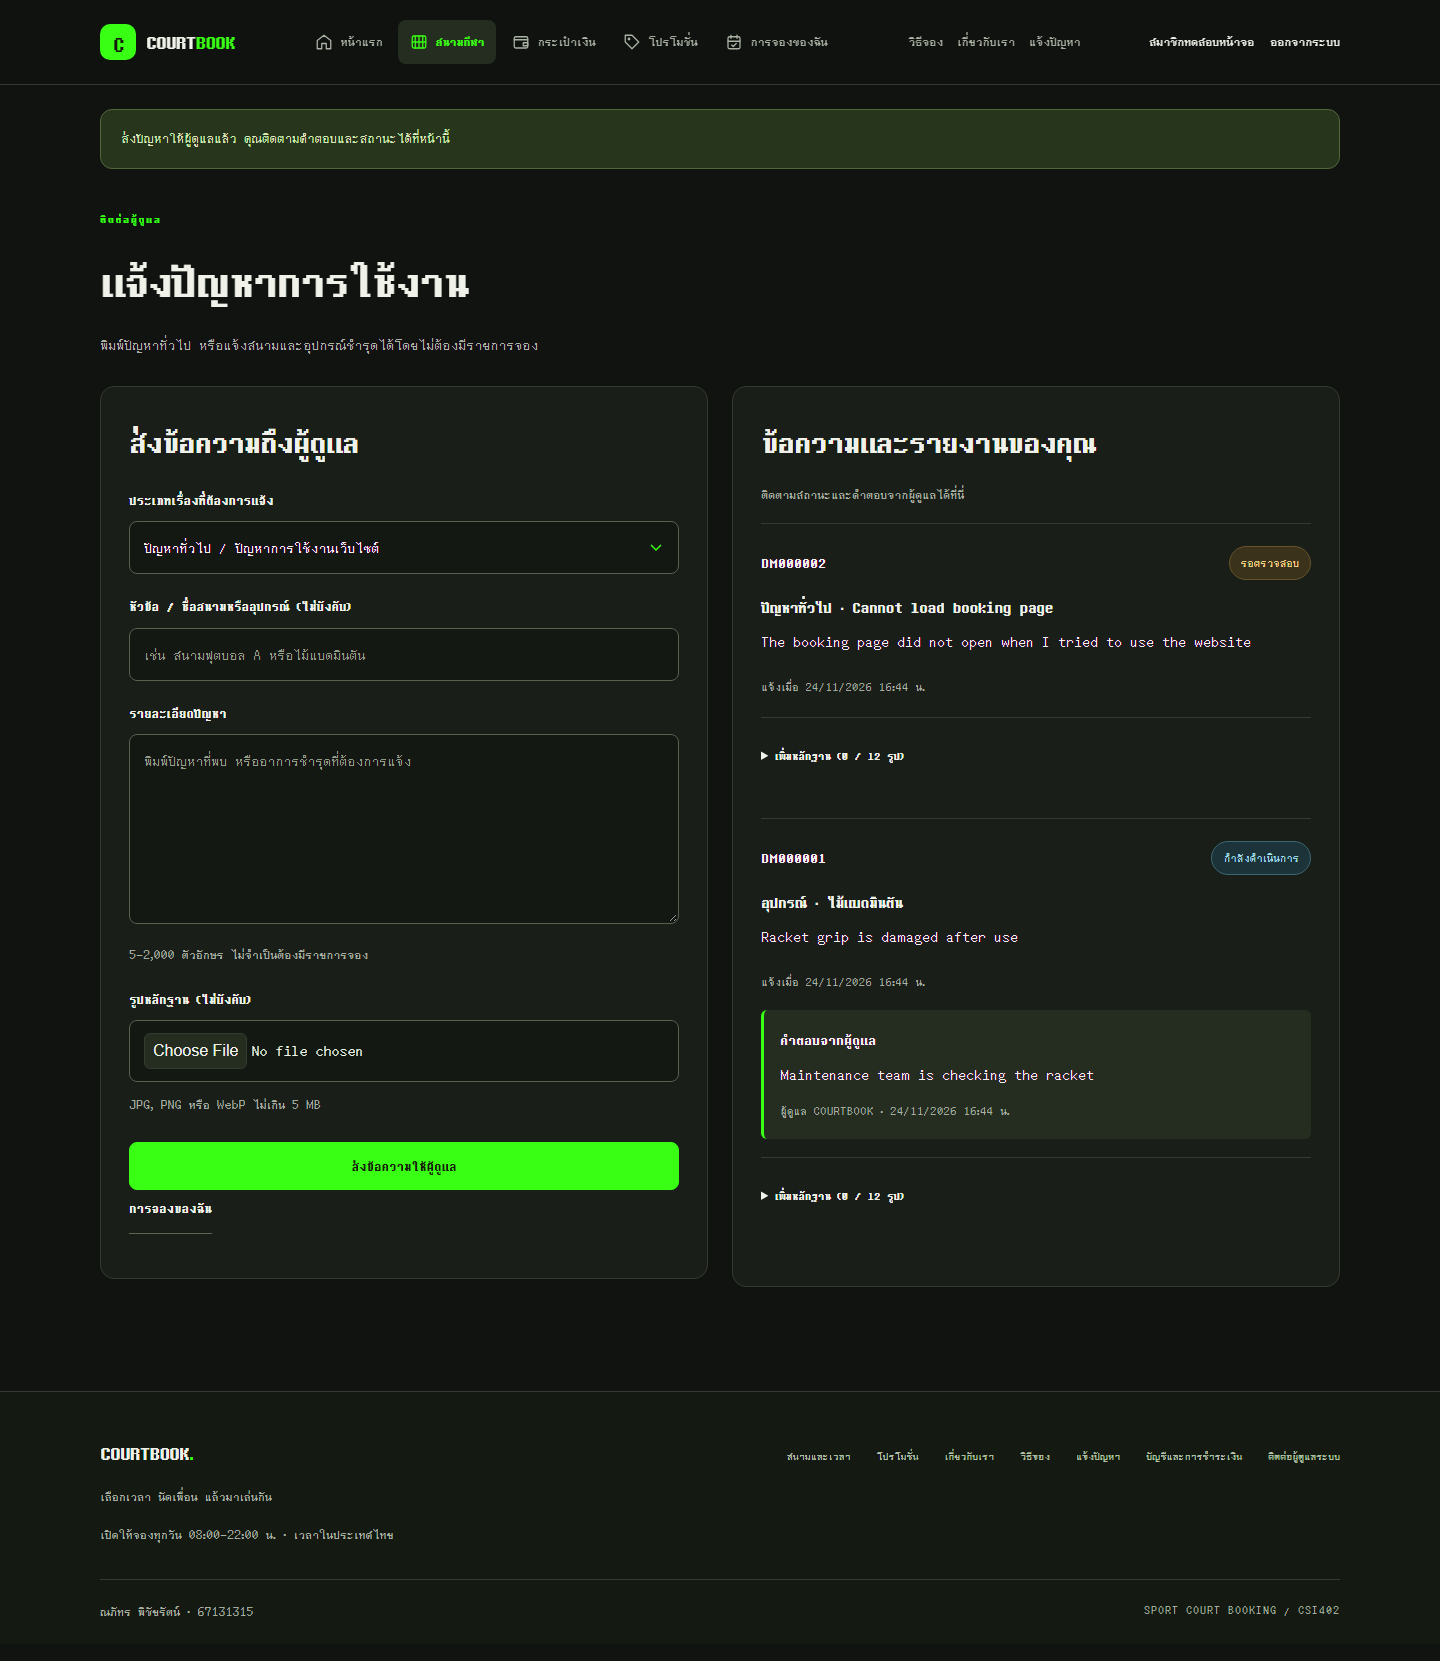 C COURTBOOK หน้าแรก สนามกีฬา กระเป๋าเงิน โปรโมชั่น การจองของฉัน วิธีจอง เกี่ยวกับเรา แจ้งปัญหา สมาชิกทดสอบหน้าจอ ออกจากระบบ
ส่งปัญหาให้ผู้ดูแลแล้ว คุณติดตามคำตอบและสถานะได้ที่หน้านี้
ติดต่อผู้ดูแล
แจ้งปัญหาการใช้งาน
พิมพ์ปัญหาทั่วไป หรือแจ้งสนามและอุปกรณ์ชำรุดได้โดยไม่ต้องมีรายการจอง
ส่งข้อความถึงผู้ดูแล
ประเภทเรื่องที่ต้องการแจ้ง
ปัญหาทั่วไป / ปัญหาการใช้งานเว็บไซต์
หัวข้อ / ชื่อสนามหรืออุปกรณ์ (ไม่บังคับ)
เช่น สนามฟุตบอล A หรือไม้แบดมินตัน
รายละเอียดปัญหา
พิมพ์ปัญหาที่พบ หรืออาการชำรุดที่ต้องการแจ้ง
5–2,000 ตัวอักษร ไม่จำเป็นต้องมีรายการจอง
รูปหลักฐาน (ไม่บังคับ)
Choose File No file chosen
JPG, PNG หรือ WebP ไม่เกิน 5 MB
ส่งข้อความให้ผู้ดูแล
การจองของฉัน
ข้อความและรายงานของคุณ
ติดตามสถานะและคำตอบจากผู้ดูแลได้ที่นี่
DM000002 รอตรวจสอบ
ปัญหาทั่วไป · Cannot load booking page
The booking page did not open when I tried to use the website
แจ้งเมื่อ 24/11/2026 16:44 น.
▶ เพิ่มหลักฐาน (0 / 12 รูป)
DM000001 กำลังดำเนินการ
อุปกรณ์ · ไม้แบดมินตัน
Racket grip is damaged after use
แจ้งเมื่อ 24/11/2026 16:44 น.
คำตอบจากผู้ดูแล
Maintenance team is checking the racket
ผู้ดูแล COURTBOOK · 24/11/2026 16:44 น.
▶ เพิ่มหลักฐาน (0 / 12 รูป)
COURTBOOK. สนามและเวลา โปรโมชั่น เกี่ยวกับเรา วิธีจอง แจ้งปัญหา บัญชีและการชำระเงิน ติดต่อผู้ดูแลระบบ
เลือกเวลา นัดเพื่อน แล้วมาเล่นกัน
เปิดให้จองทุกวัน 08:00–22:00 น. · เวลาในประเทศไทย
ณภัทร พิชัยรัตน์ · 67131315 SPORT COURT BOOKING / CSI402